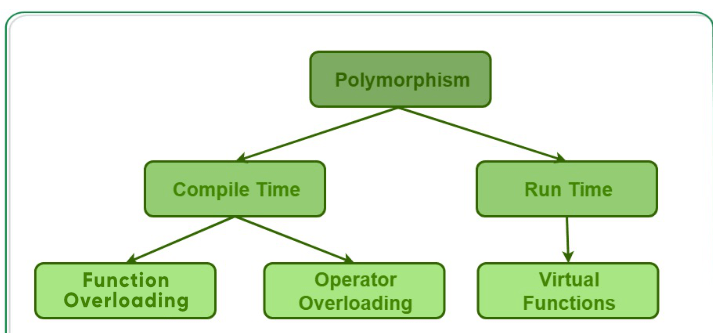 Polymorphism
Compile Time
Run Time
Function
Overloading
Operator
Overloading
Virtual
Functions